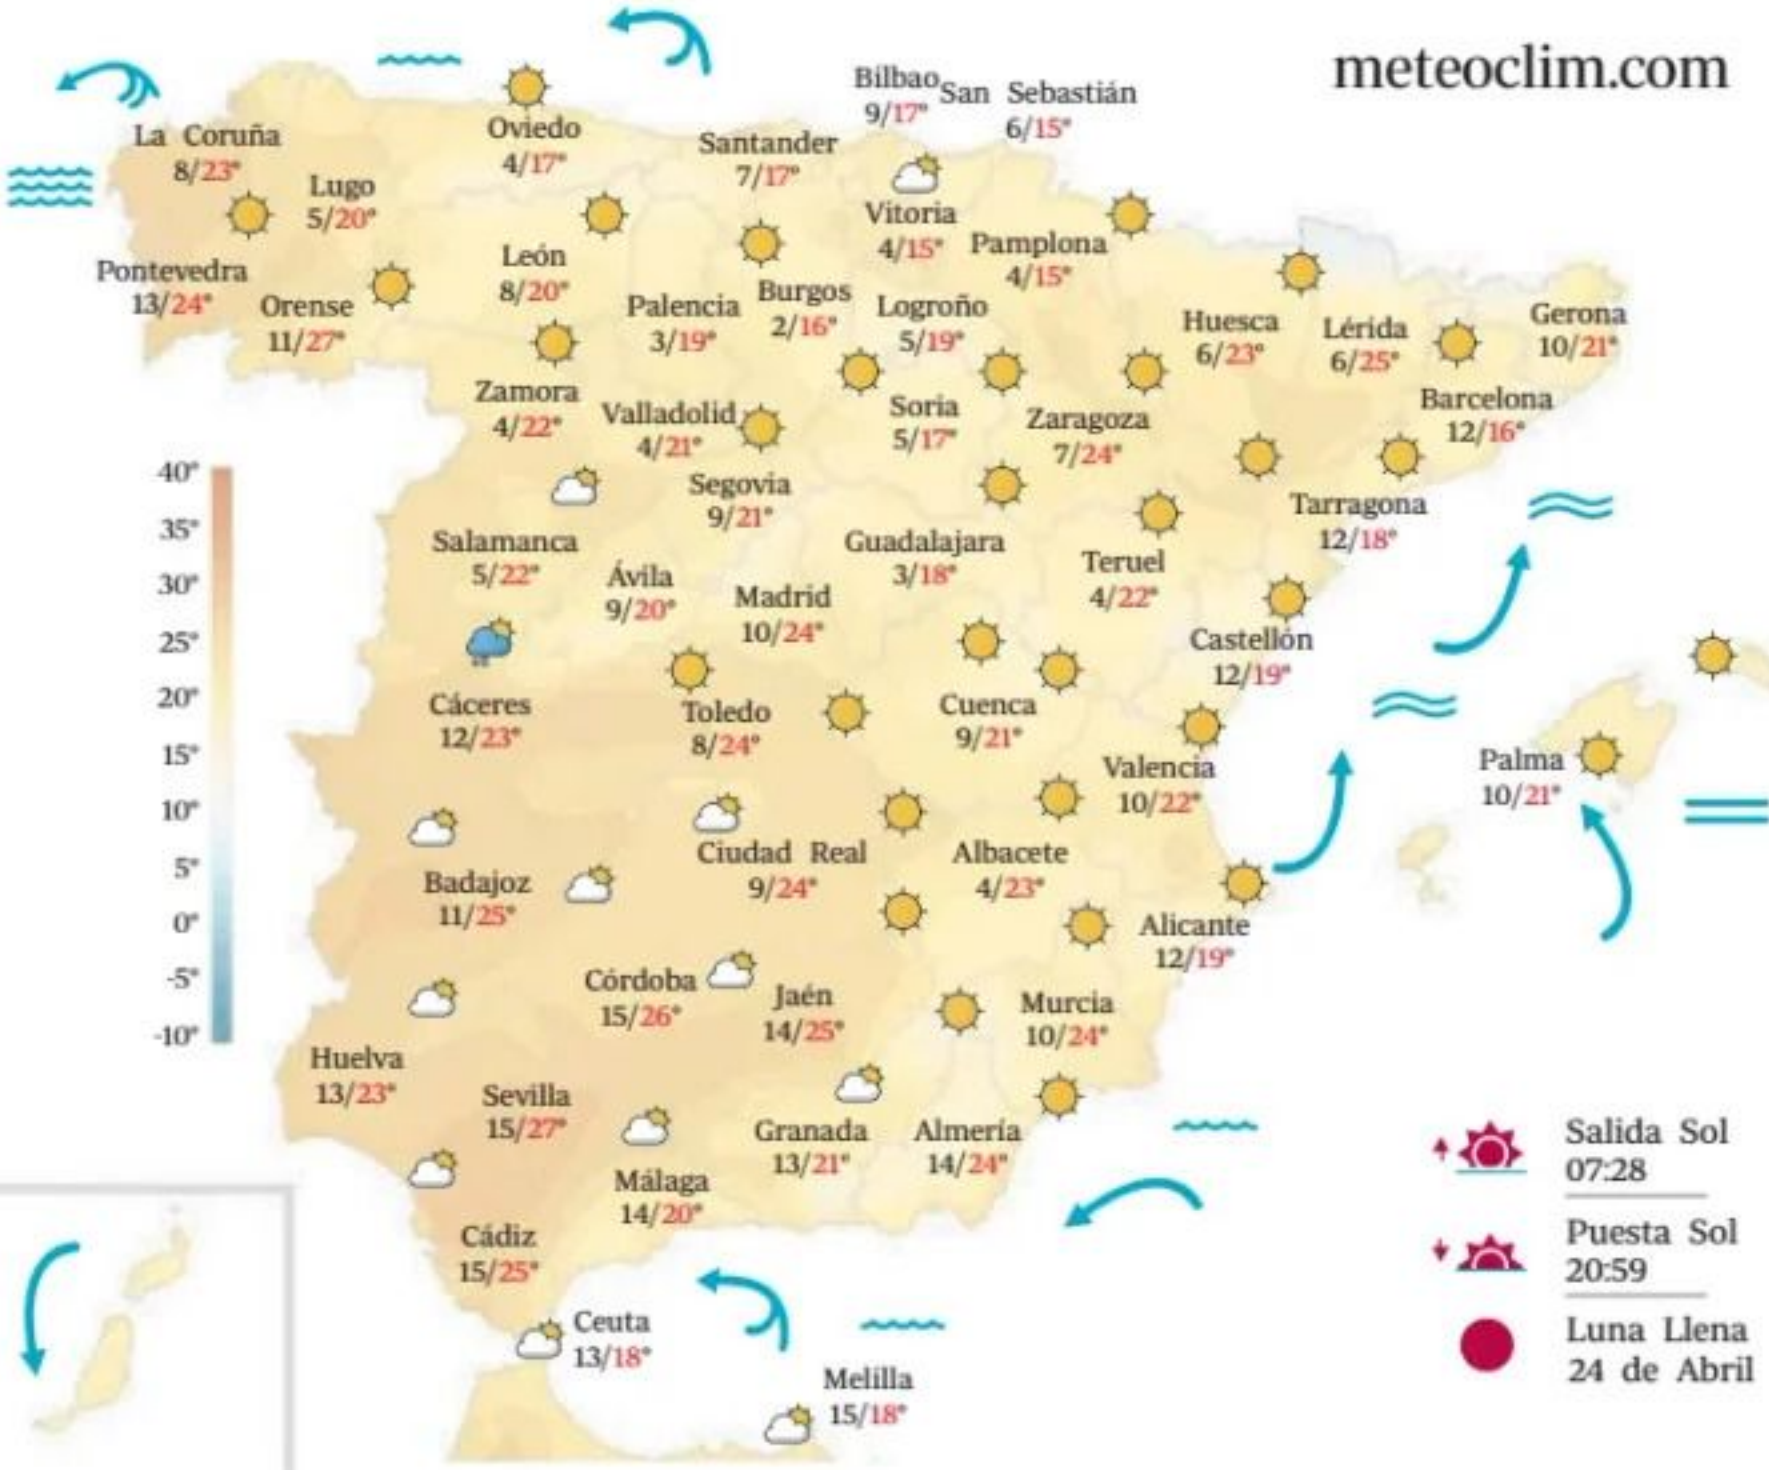 meteoclim.com
La Coruña
8/23°
Lugo
5/20°
Oviedo
4/17°
Santander
7/17°
Bilbao
9/17°
San Sebastián
6/15°
Vitoria
4/15°
Pamplona
4/15°
Pontevedra
13/24°
Orense
11/27°
León
8/20°
Palencia
3/19°
Burgos
2/16°
Logroño
5/19°
Huesca
6/23°
Lérida
6/25°
Gerona
10/21°
Zamora
4/22°
Valladolid
4/21°
Soria
5/17°
Zaragoza
7/24°
Barcelona
12/16°
Segovia
9/21°
Tarragona
12/18°
Salamanca
5/22°
Ávila
9/20°
Madrid
10/24°
Guadalajara
3/18°
Teruel
4/22°
Castellón
12/19°
Cáceres
12/23°
Toledo
8/24°
Cuenca
9/21°
Valencia
10/22°
Palma
10/21°
Badajoz
11/25°
Ciudad Real
9/24°
Albacete
4/23°
Alicante
12/19°
Córdoba
15/26°
Jaén
14/25°
Murcia
10/24°
Huelva
13/23°
Sevilla
15/27°
Granada
13/21°
Almería
14/24°
Málaga
14/20°
Cádiz
15/25°
Ceuta
13/18°
Melilla
15/18°
40°
35°
30°
25°
20°
15°
10°
5°
0°
-5°
-10°
Salida Sol
07:28
Puesta Sol
20:59
Luna Llena
24 de Abril